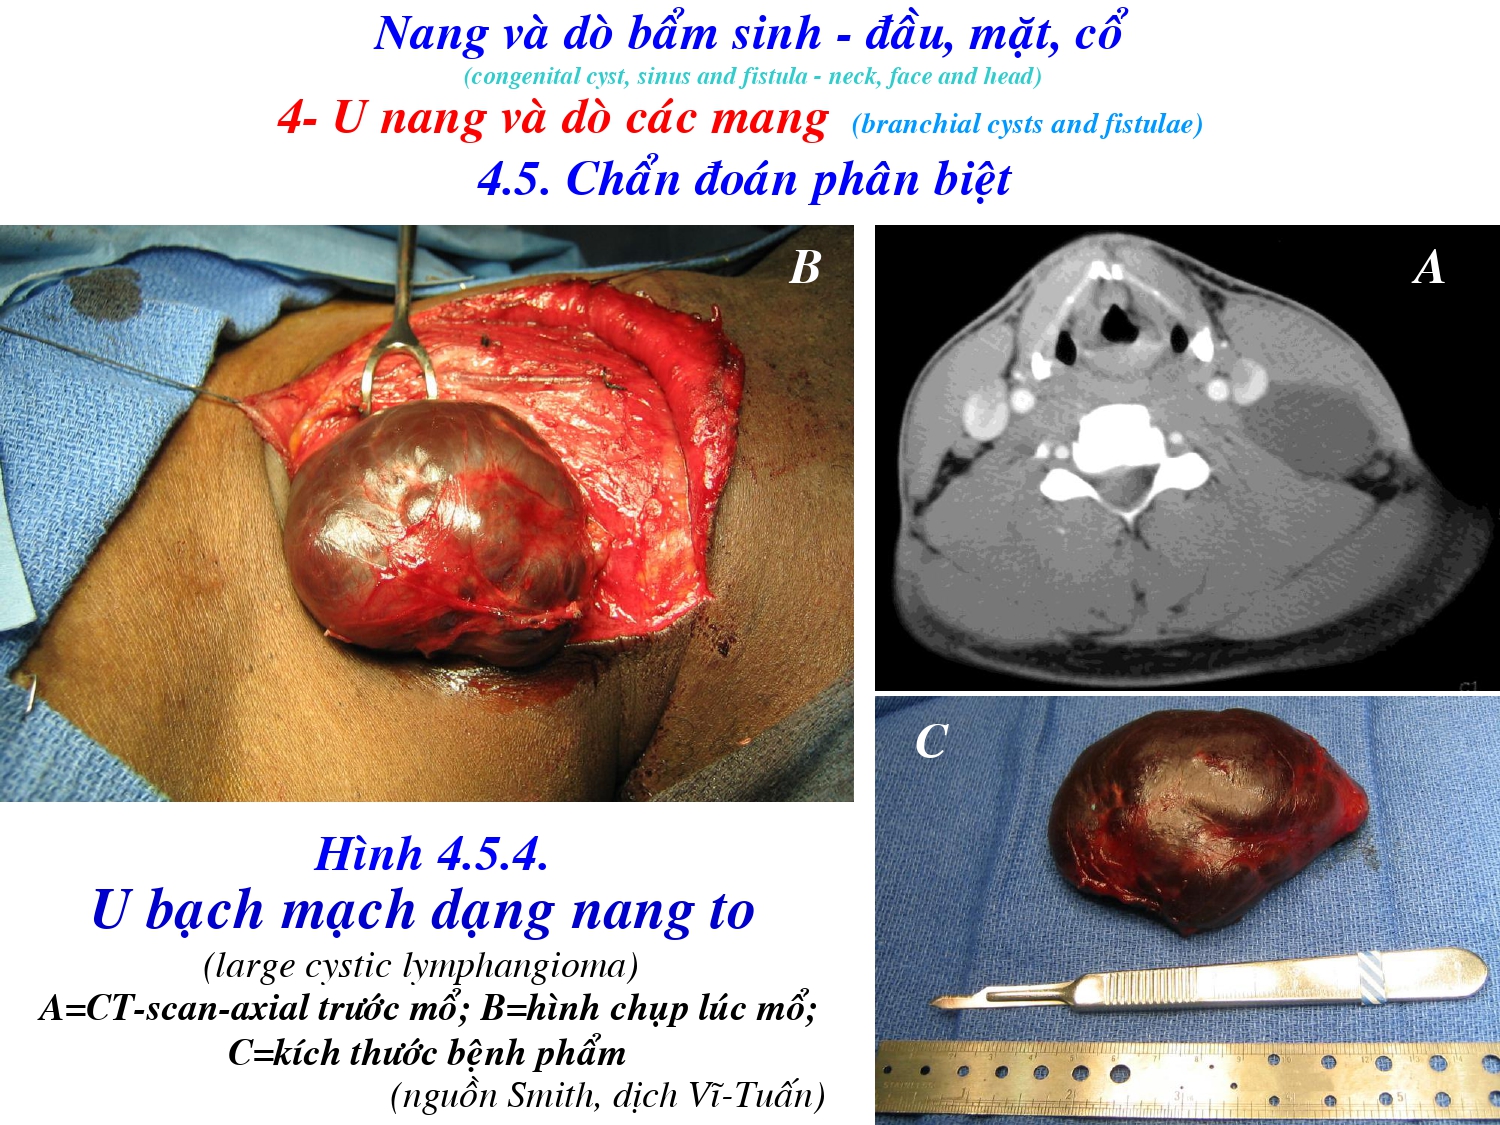 Nang và dò bẩm sinh - đầu, mặt, cổ
(congenital cyst, sinus and fistula - neck, face and head)
4- U nang và dò các mang (branchial cysts and fistulae)
4.5. Chẩn đoán phân biệt
B
A
C
Hình 4.5.4.
U bạch mạch dạng nang to
(large cystic lymphangioma)
A=CT-scan-axial trước mổ; B=hình chụp lúc mổ;
C=kích thước bệnh phẩm
(nguồn Smith, dịch Vĩ-Tuấn)